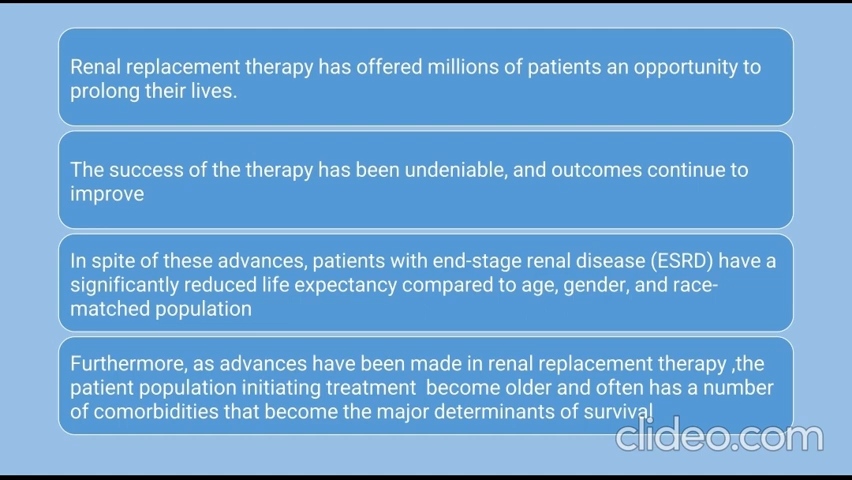 Renal replacement therapy has offered millions of patients an opportunity to
prolong their lives.
The success of the therapy has been undeniable, and outcomes continue to
improve
In spite of these advances, patients with end-stage renal disease (ESRD) have a
significantly reduced life expectancy compared to age, gender, and race-
matched population
Furthermore, as advances have been made in renal replacement therapy ,the
patient population initiating treatment  become older and often has a number
of comorbidities that become the major determinants of survival
clideo.com